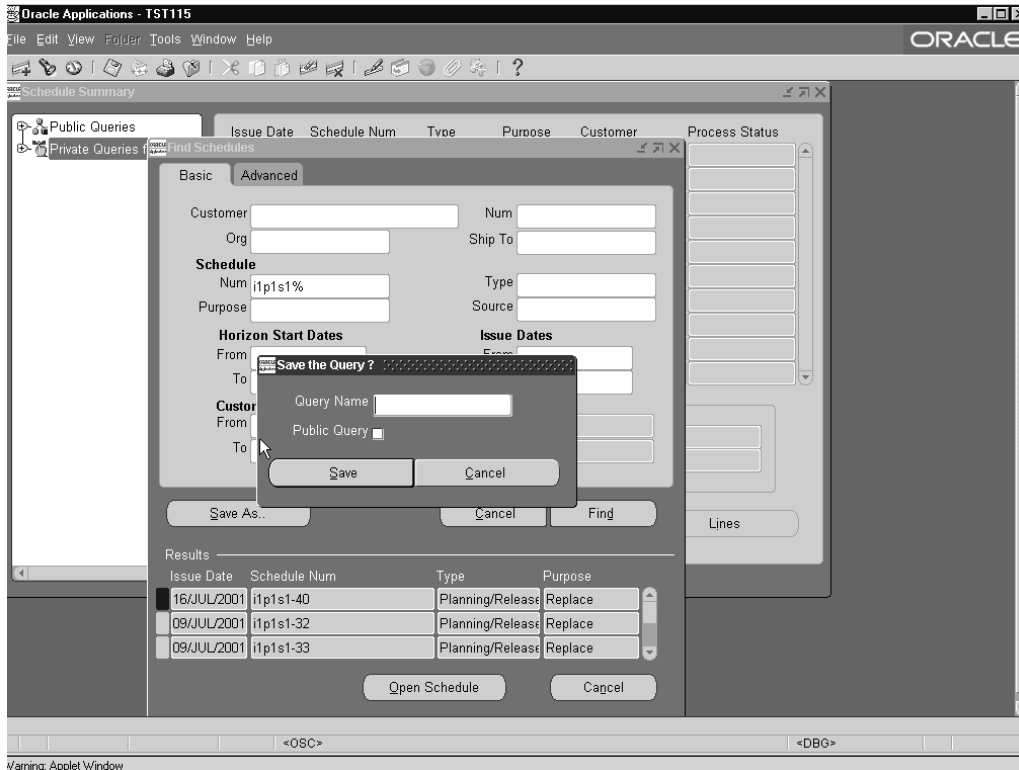 Oracle Applications - TST115
File Edit View Folder Tools Window Help
ORACLE
?
Schedule Summary
Public Queries
Private Queries f
Issue Date Schedule Num Type Purpose Customer Process Status
Find Schedules
Basic Advanced
Customer Num
Org Ship To
Schedule
Num i1p1s1% Type
Purpose Source
Horizon Start Dates Issue Dates
From From
To
Save the Query ?
Query Name
Public Query
Save Cancel
Custor
From
To
Save As.. Cancel Find
Lines
Results
Issue Date Schedule Num Type Purpose
16/JUL/2001 i1p1s1-40 Planning/Release Replace
09/JUL/2001 i1p1s1-32 Planning/Release Replace
09/JUL/2001 i1p1s1-33 Planning/Release Replace
Open Schedule Cancel
<OSC> <DBG>
Warning: Applet Window